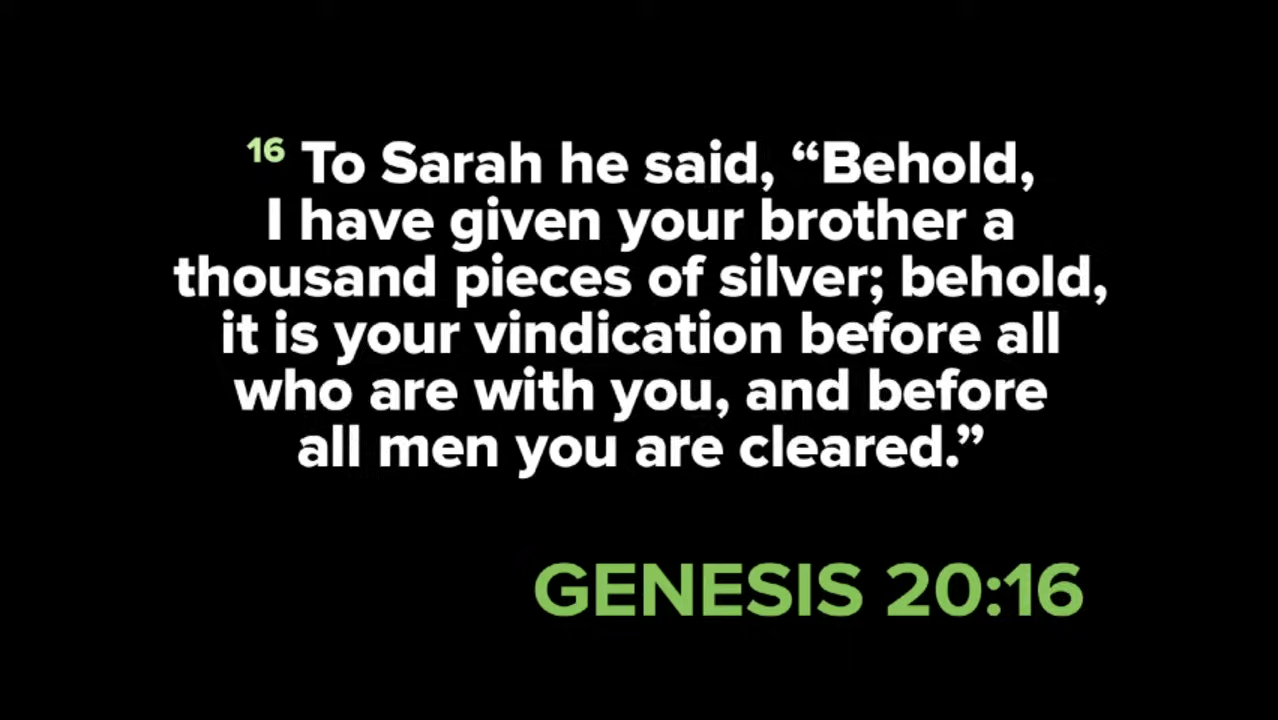 16 To Sarah he said, “Behold,
I have given your brother a
thousand pieces of silver; behold,
it is your vindication before all
who are with you, and before
all men you are cleared.”
GENESIS 20:16